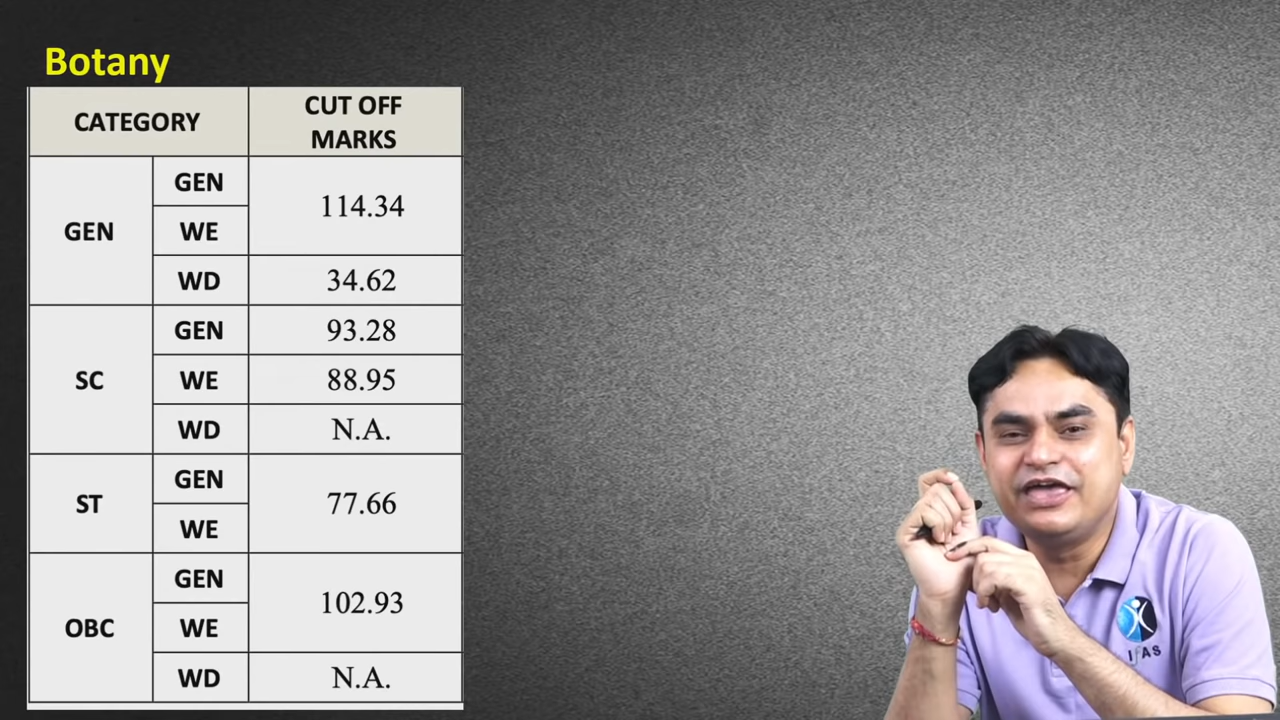 Botany
CATEGORY CUT OFF MARKS
GEN GEN 114.34
WE
WD 34.62
SC GEN 93.28
WE 88.95
WD N.A.
ST GEN 77.66
WE
OBC GEN 102.93
WE
WD N.A.
IFAS